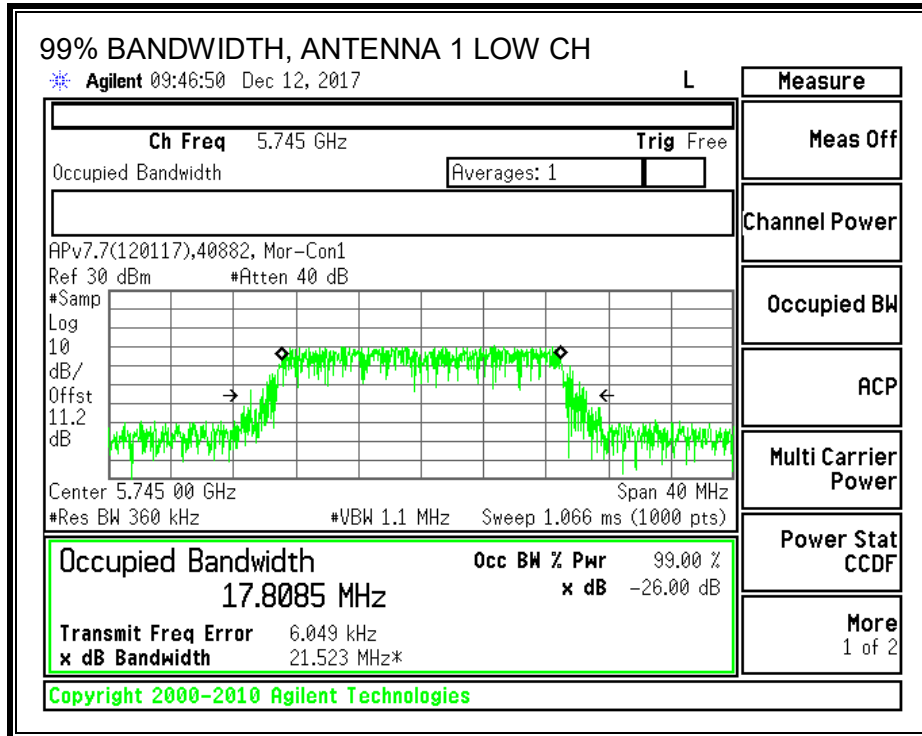 99% BANDWIDTH, ANTENNA 1 LOW CH
Agilent 09:46:50 Dec 12, 2017 L
Measure
Ch Freq 5.745 GHz Trig Free
Meas Off
Occupied Bandwidth Averages: 1
Channel Power
APv7.7(120117),40882, Mor-Con1
Ref 30 dBm #Atten 40 dB
#Samp
Log
10
dB/
Offst
11.2
dB
Occupied BW
ACP
Multi Carrier
Power
Center 5.745 00 GHz Span 40 MHz
#Res BW 360 kHz #VBW 1.1 MHz Sweep 1.066 ms (1000 pts)
Power Stat
CCDF
Occupied Bandwidth Occ BW % Pwr 99.00 %
17.8085 MHz x dB -26.00 dB
Transmit Freq Error 6.049 kHz
x dB Bandwidth 21.523 MHz*
More
1 of 2
Copyright 2000-2010 Agilent Technologies